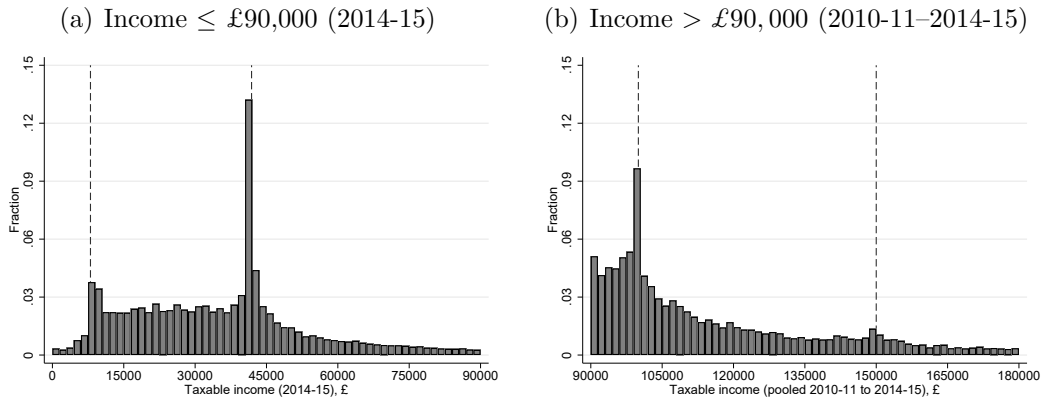 (a) Income ≤ £90,000 (2014-15)
(b) Income > £90,000 (2010-11–2014-15)
.15
.12
.09
.06
.03
0
Fraction
0 15000 30000 45000 60000 75000 90000
Taxable income (2014-15), £
.15
.12
.09
.06
.03
0
Fraction
90000 105000 120000 135000 150000 165000 180000
Taxable income (pooled 2010-11 to 2014-15), £